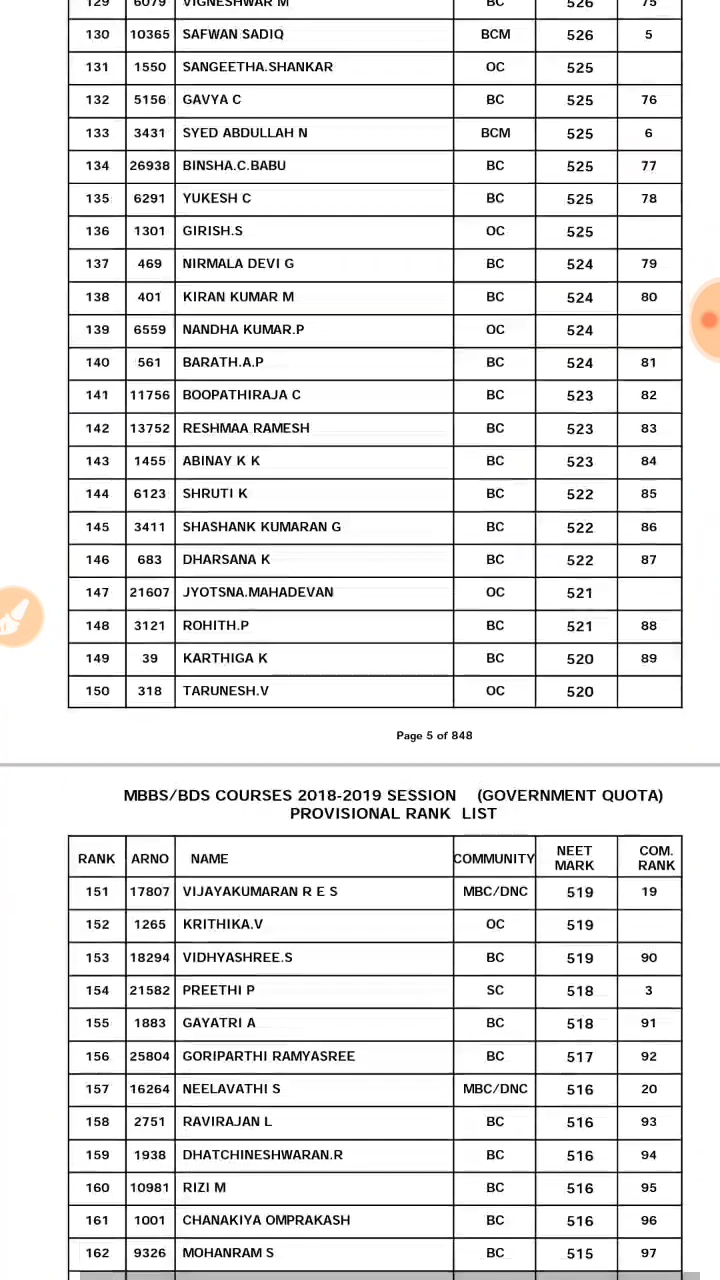 129 6079 VIGNESHWAR M BC 526 75
130 10365 SAFWAN SADIQ BCM 526 5
131 1550 SANGEETHA.SHANKAR OC 525
132 5156 GAVYA C BC 525 76
133 3431 SYED ABDULLAH N BCM 525 6
134 26938 BINSHA.C.BABU BC 525 77
135 6291 YUKESH C BC 525 78
136 1301 GIRISH.S OC 525
137 469 NIRMALA DEVI G BC 524 79
138 401 KIRAN KUMAR M BC 524 80
139 6559 NANDHA KUMAR.P OC 524
140 561 BARATH.A.P BC 524 81
141 11756 BOOPATHIRAJA C BC 523 82
142 13752 RESHMAA RAMESH BC 523 83
143 1455 ABINAY K K BC 523 84
144 6123 SHRUTI K BC 522 85
145 3411 SHASHANK KUMARAN G BC 522 86
146 683 DHARSANA K BC 522 87
147 21607 JYOTSNA.MAHADEVAN OC 521
148 3121 ROHITH.P BC 521 88
149 39 KARTHIGA K BC 520 89
150 318 TARUNESH.V OC 520
Page 5 of 848
MBBS/BDS COURSES 2018-2019 SESSION (GOVERNMENT QUOTA)
PROVISIONAL RANK LIST
RANK ARNO NAME COMMUNITY NEET MARK COM. RANK
151 17807 VIJAYAKUMARAN R E S MBC/DNC 519 19
152 1265 KRITHIKA.V OC 519
153 18294 VIDHYASHREE.S BC 519 90
154 21582 PREETHI P SC 518 3
155 1883 GAYATRI A BC 518 91
156 25804 GORIPARTHI RAMYASREE BC 517 92
157 16264 NEELAVATHI S MBC/DNC 516 20
158 2751 RAVIRAJAN L BC 516 93
159 1938 DHATCHINESHWARAN.R BC 516 94
160 10981 RIZI M BC 516 95
161 1001 CHANAKIYA OMPRAKASH BC 516 96
162 9326 MOHANRAM S BC 515 97